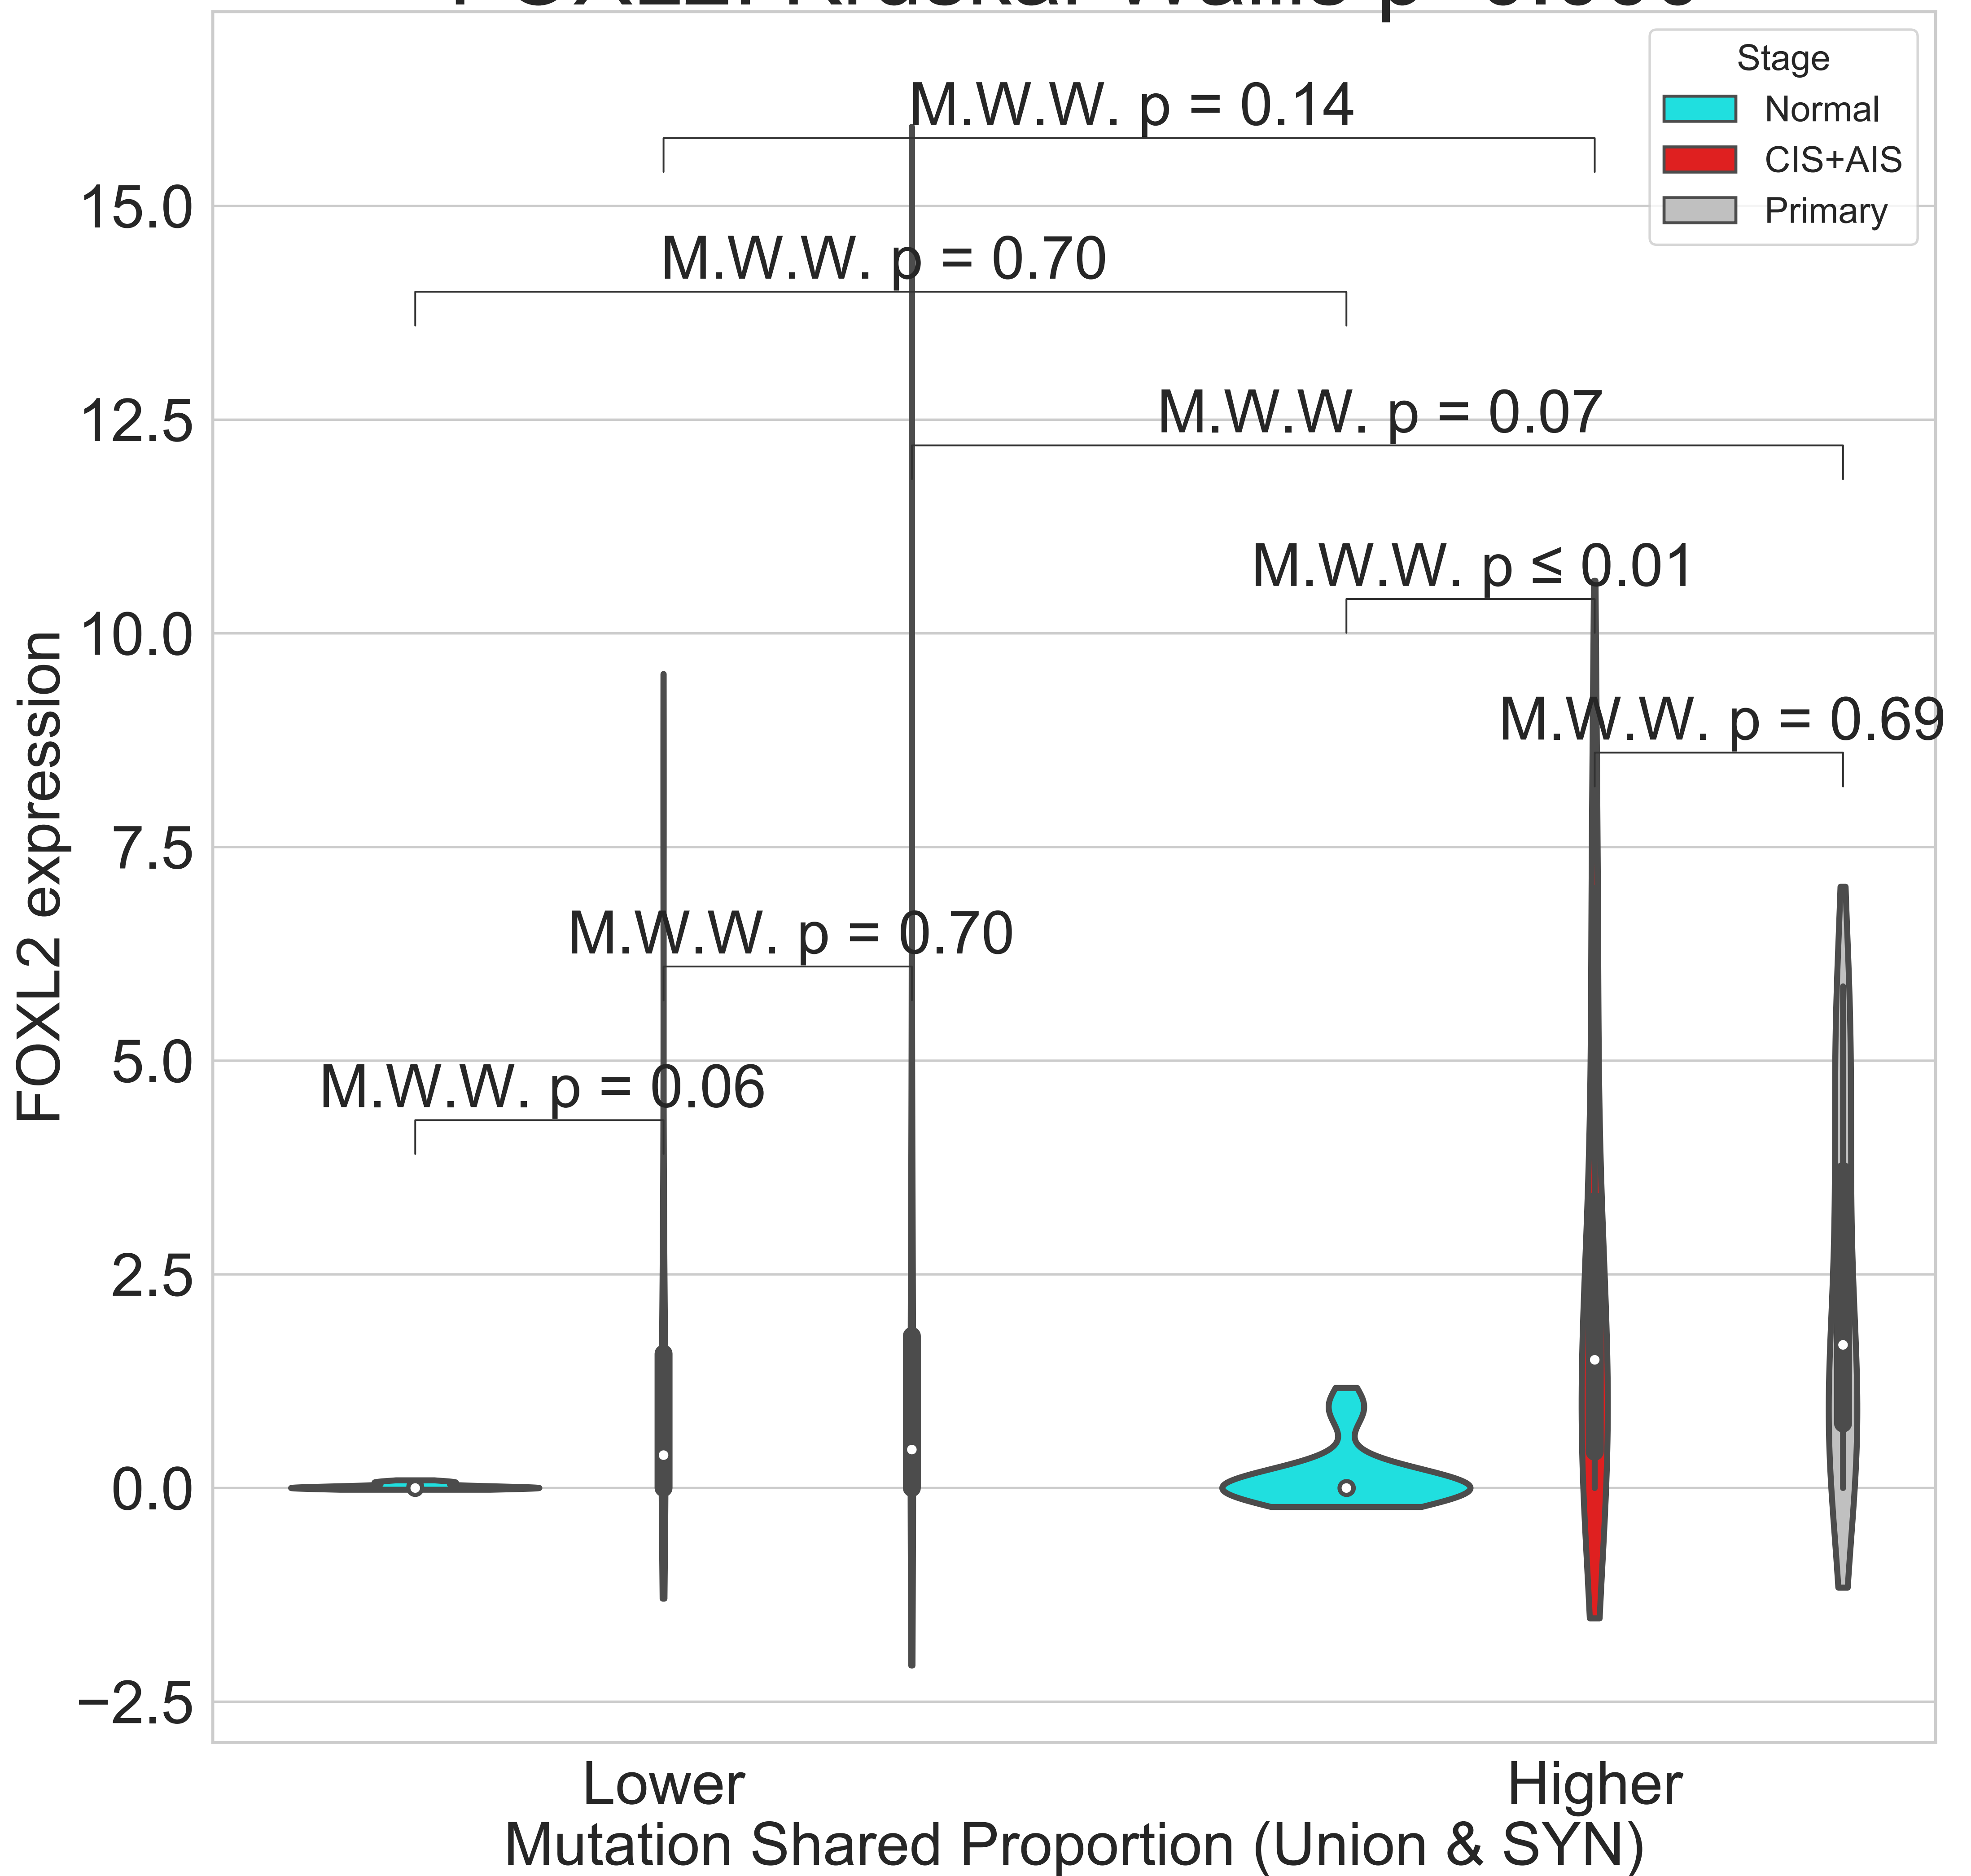 Stage
Normal
CIS+AIS
Primary
M.W.W. p = 0.14
M.W.W. p = 0.70
M.W.W. p = 0.07
M.W.W. p ≤ 0.01
M.W.W. p = 0.69
M.W.W. p = 0.70
M.W.W. p = 0.06
15.0
12.5
10.0
7.5
5.0
2.5
0.0
−2.5
FOXL2 expression
Lower
Higher
Mutation Shared Proportion (Union & SYN)